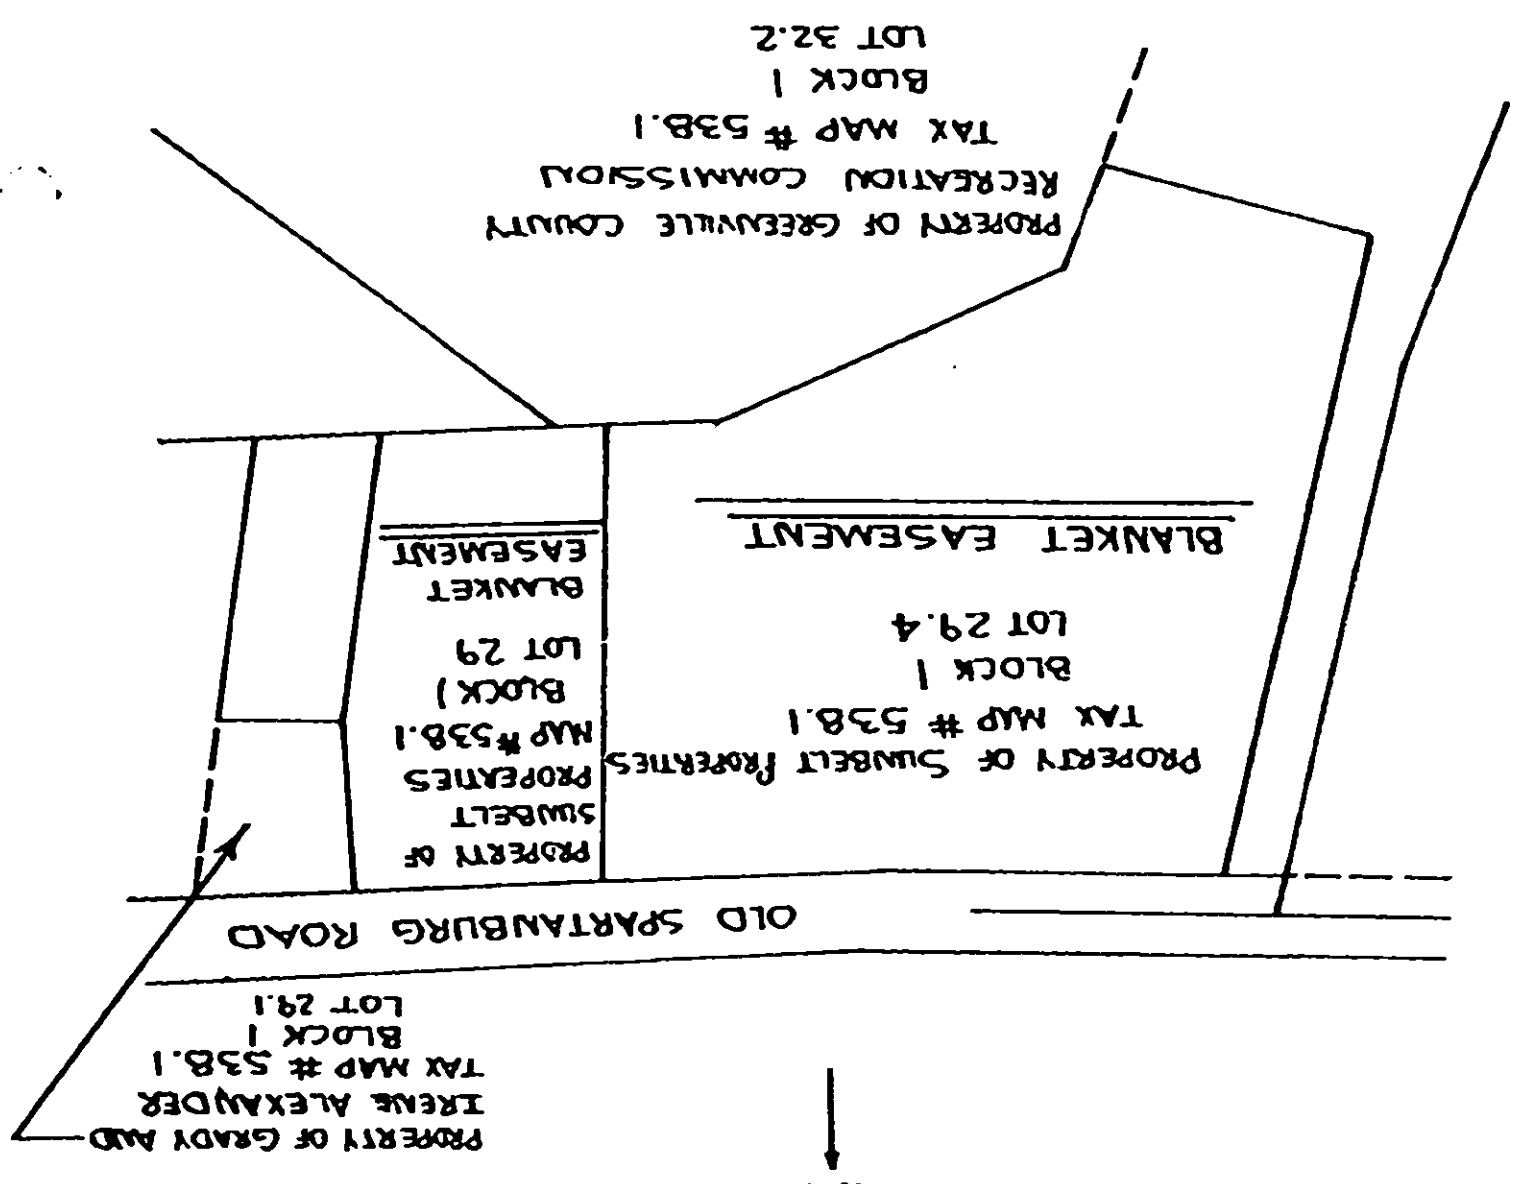 PROPERTY OF GRADY AND
IRENE ALEXANDER
TAX MAP # 538.1
BLOCK 1
LOT 29.1
OLD SPARTANBURG ROAD
PROPERTY OF SUNBELT PROPERTIES
TAX MAP # 538.1
BLOCK 1
LOT 29.4
BLANKET EASEMENT
PROPERTY OF
SUNBELT
PROPERTIES
MAP #538.1
BLOCK 1
LOT 29
BLANKET
EASEMENT
PROPERTY OF GREENVILLE COUNTY
RECREATION COMMISSION
TAX MAP # 538.1
BLOCK 1
LOT 32.2